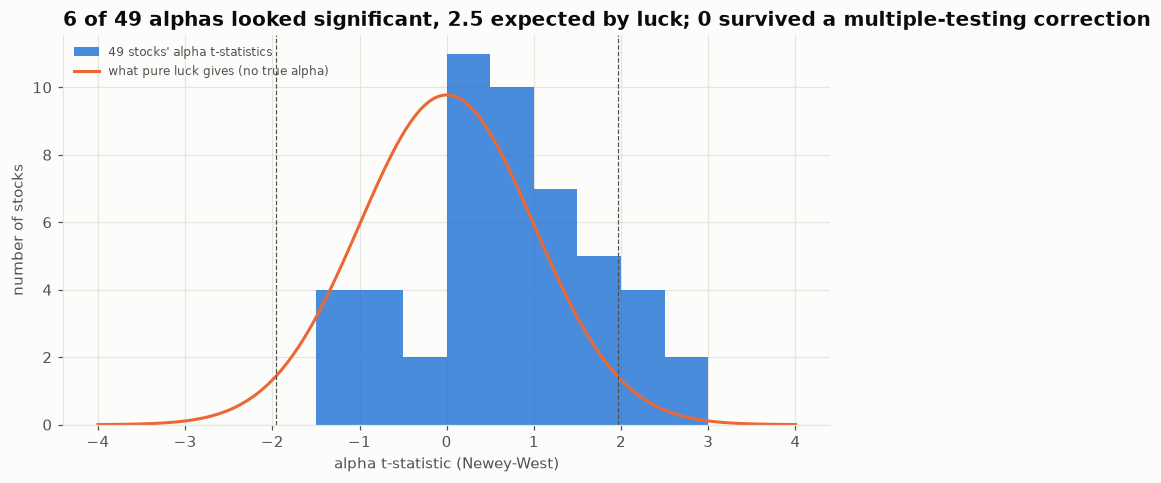 6 of 49 alphas looked significant, 2.5 expected by luck; 0 survived a multiple-testing correction
49 stocks' alpha t-statistics
what pure luck gives (no true alpha)
10
8
6
4
2
0
number of stocks
−4 −3 −2 −1 0 1 2 3 4
alpha t-statistic (Newey-West)